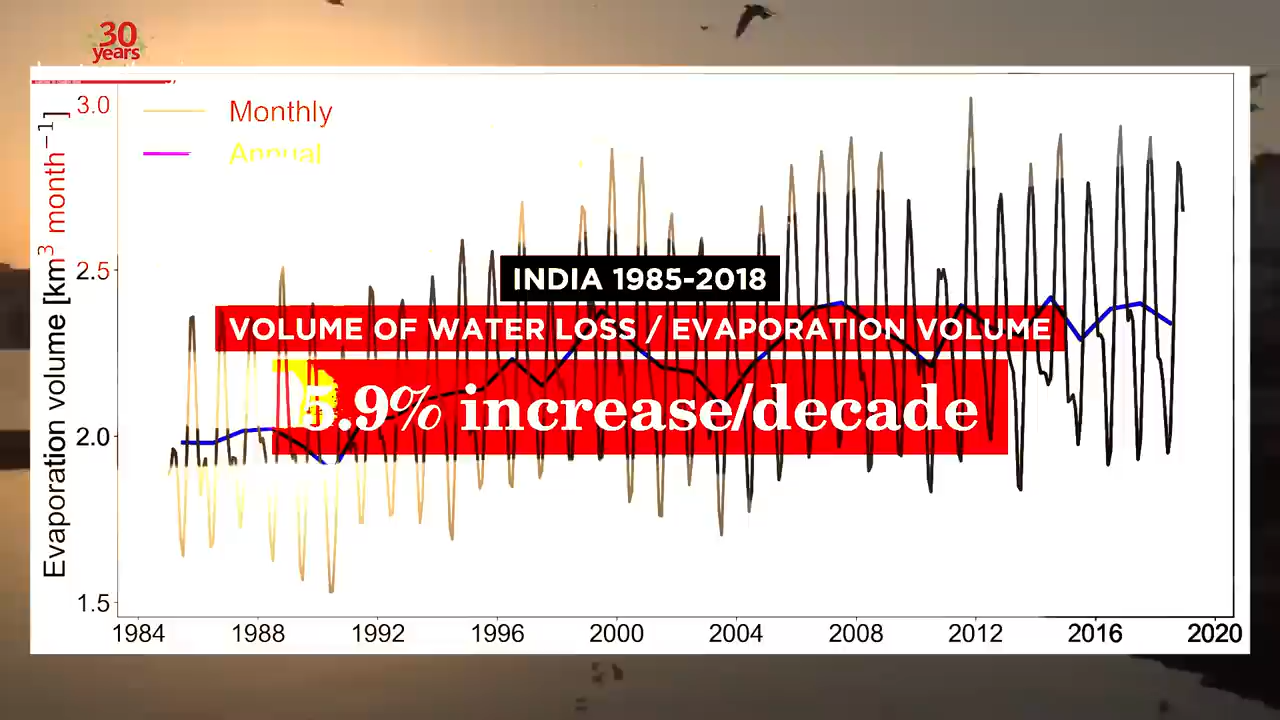 30
years
3.0
Monthly
Annual
Evaporation volume [km³ month⁻¹]
2.5
INDIA 1985-2018
VOLUME OF WATER LOSS / EVAPORATION VOLUME
5.9% increase/decade
2.0
1.5
1984 1988 1992 1996 2000 2004 2008 2012 2016 2020